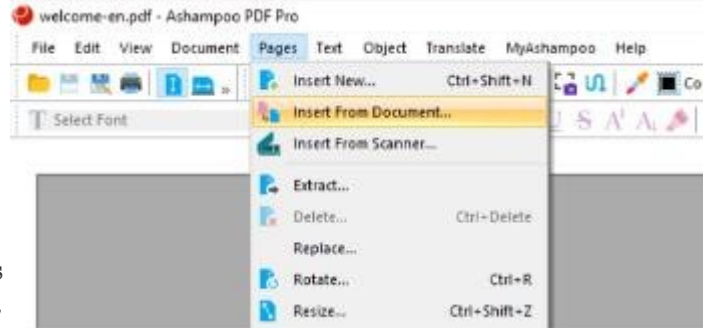 welcome-en.pdf - Ashampoo PDF Pro
File Edit View Document Pages Text Object Translate MyAshampoo Help
Insert New... Ctrl+Shift+N
Co
Select Font
Insert From Document...
Insert From Scanner...
Extract...
Delete... Ctrl+Delete
Replace...
Rotate... Ctrl+R
Resize... Ctrl+Shift+Z
s